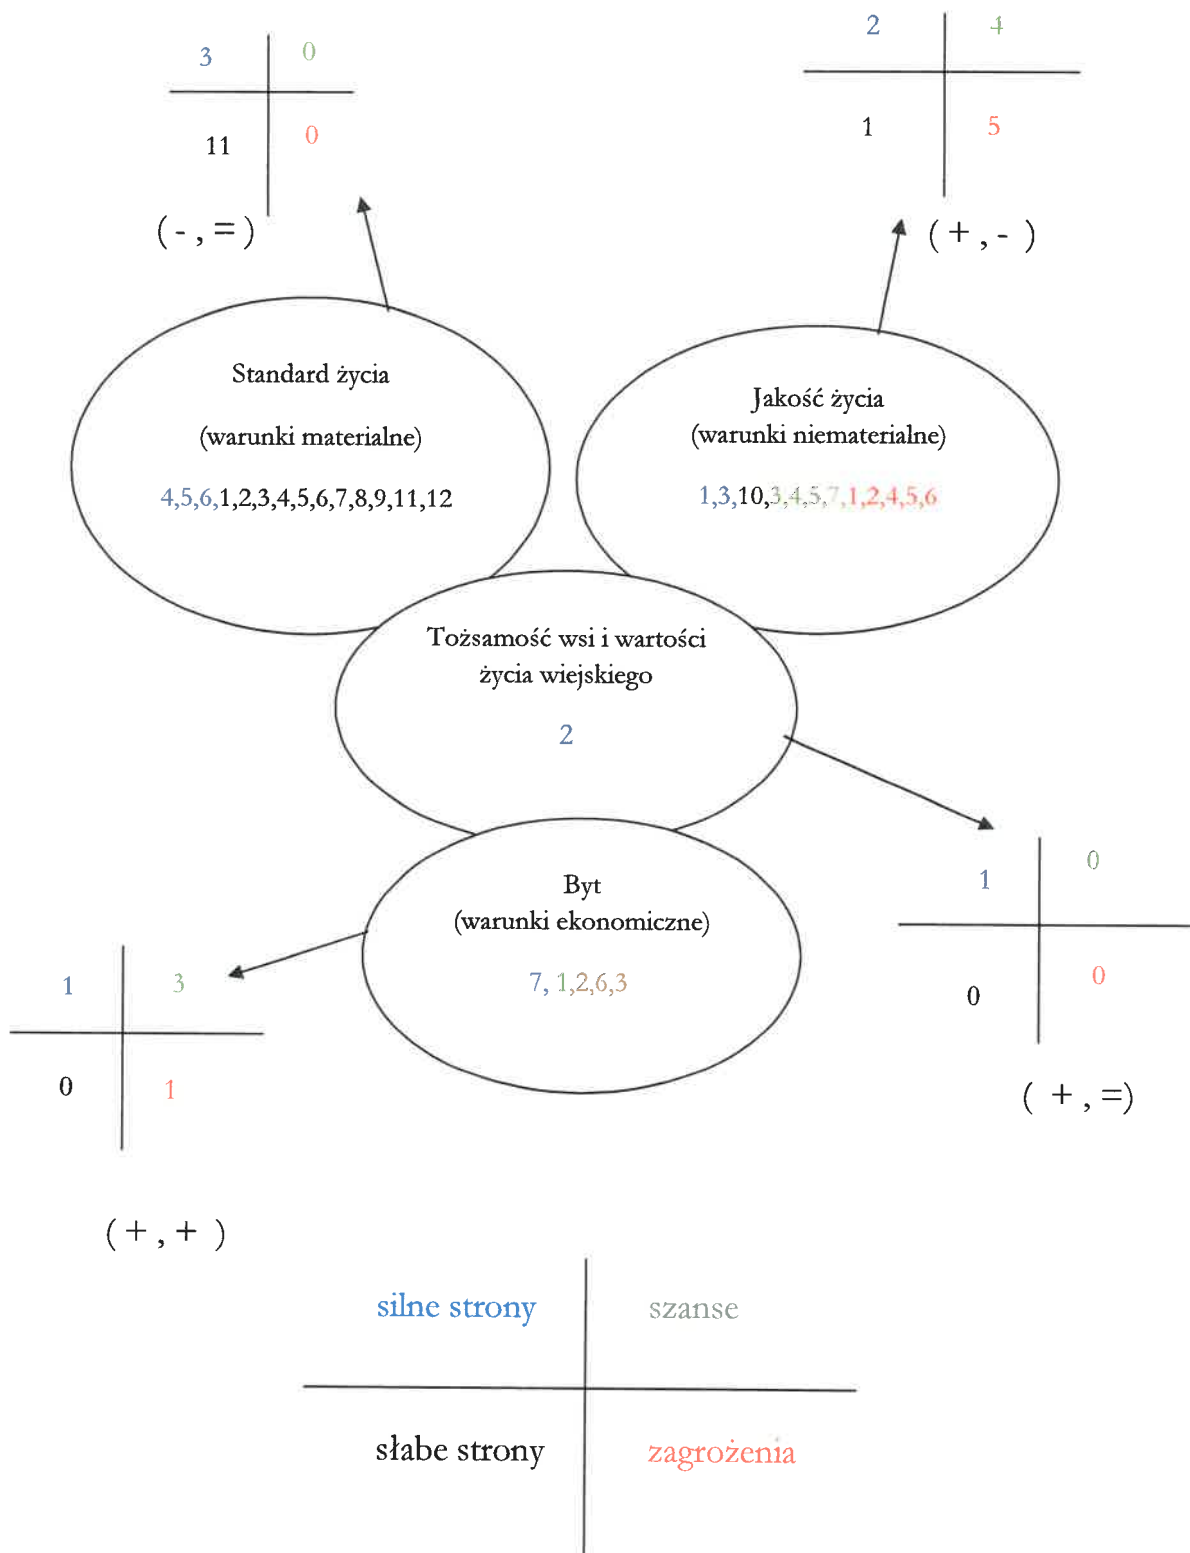 3 0
11 0
( - , = )
2 4
1 5
( + , - )
Standard życia
(warunki materialne)
4,5,6,1,2,3,4,5,6,7,8,9,11,12
Jakość życia
(warunki niematerialne)
1,3,10,3,4,5,7,1,2,4,5,6
Tożsamość wsi i wartości
życia wiejskiego
2
Byt
(warunki ekonomiczne)
7, 1,2,6,3
1 0
0 0
( + , =)
1 3
0 1
( + , + )
silne strony szanse
słabe strony zagrożenia